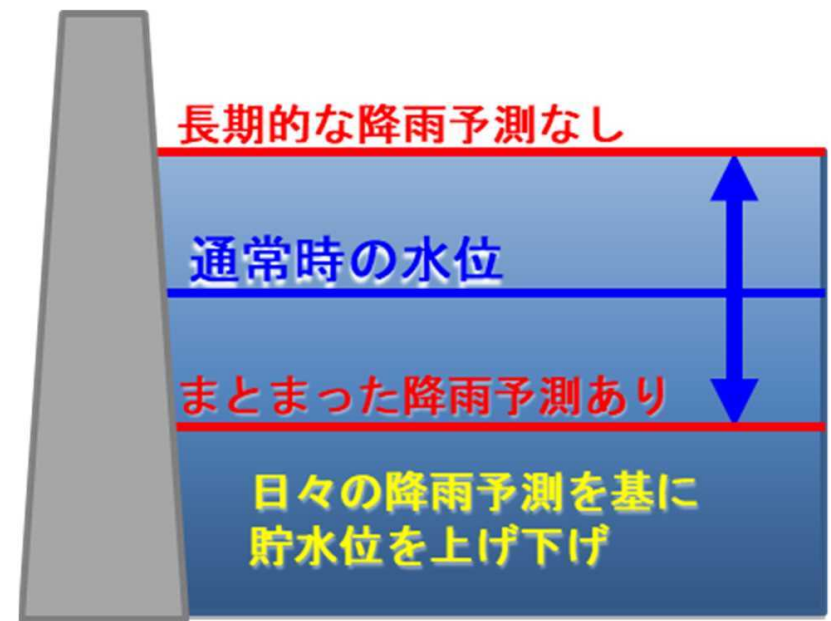 長期的な降雨予測なし
通常時の水位
まとまった降雨予測あり
日々の降雨予測を基に
貯水位を上げ下げ